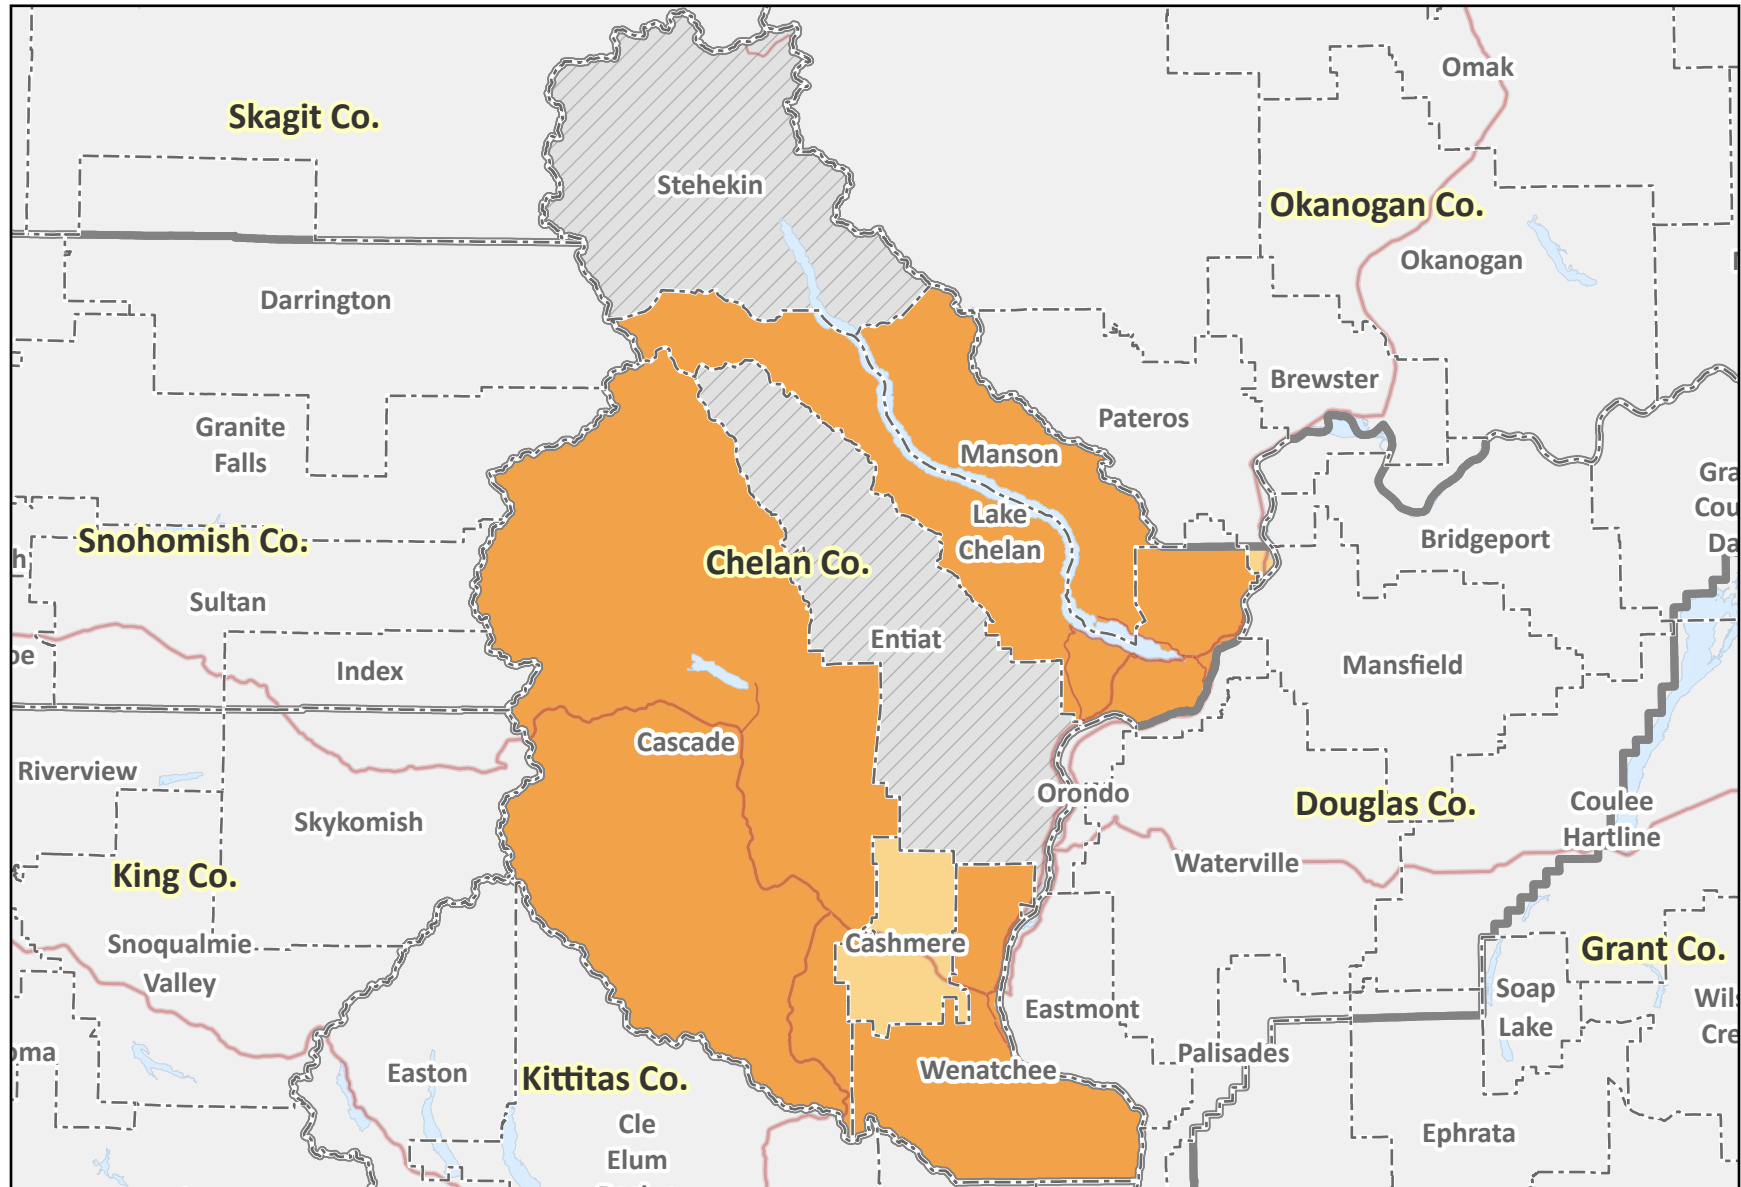 Omak
Skagit Co.
Stehekin
Okanogan Co.
Okanogan
Darrington
Brewster
Pateros
Granite
Falls
Manson
Lake
Chelan
Snohomish Co.
Chelan Co.
Bridgeport
Sultan
Entiat
Index
Mansfield
Cascade
Riverview
Orondo
Douglas Co.
Coulee
Hartline
Skykomish
Waterville
King Co.
Snoqualmie
Valley
Cashmere
Grant Co.
Soap
Lake
Eastmont
Palisades
Easton
Kittitas Co.
Wenatchee
Cle
Elum
Ephrata